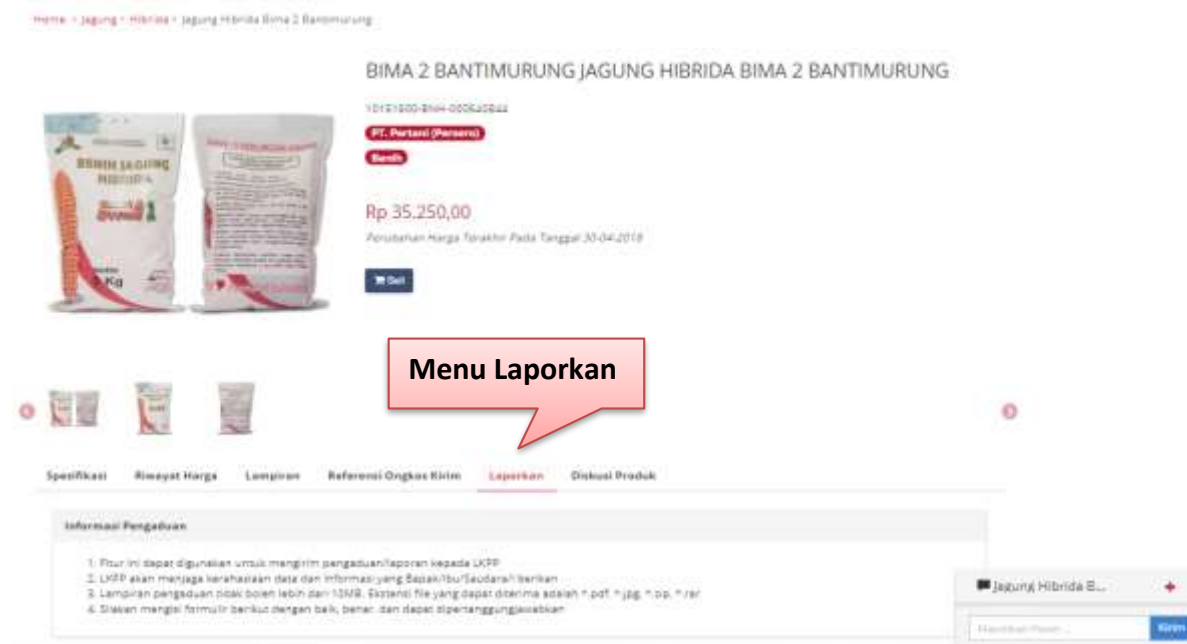 Home > Jagung > Hibrida > Jagung Hibrida Bima 2 Bantimurung
BIMA 2 BANTIMURUNG JAGUNG HIBRIDA BIMA 2 BANTIMURUNG
PT. Pertani (Persero)
Benih
BENIH JAGUNG
HIBRIDA
Rp 35.250,00
Perubahan Harga Terakhir Pada Tanggal 30-04-2018
Beli
Kg
Menu Laporkan
Spesifikasi Riwayat Harga Lampiran Referensi Ongkos Kirim Laporkan Diskusi Produk
Informasi Pengaduan
1. Fitur ini dapat digunakan untuk mengirim pengaduan/laporan kepada LKPP
2. LKPP akan menjaga kerahasiaan data dan informasi yang Bapak/Ibu/Saudara/i berikan
3. Lampiran pengaduan tidak boleh lebih dari 10MB. Ekstensi file yang dapat diterima adalah *.pdf, *.jpg, *.zip, *.rar
4. Silakan mengisi formulir berikut dengan baik, benar, dan dapat dipertanggungjawabkan
Jagung Hibrida B...
Kirim